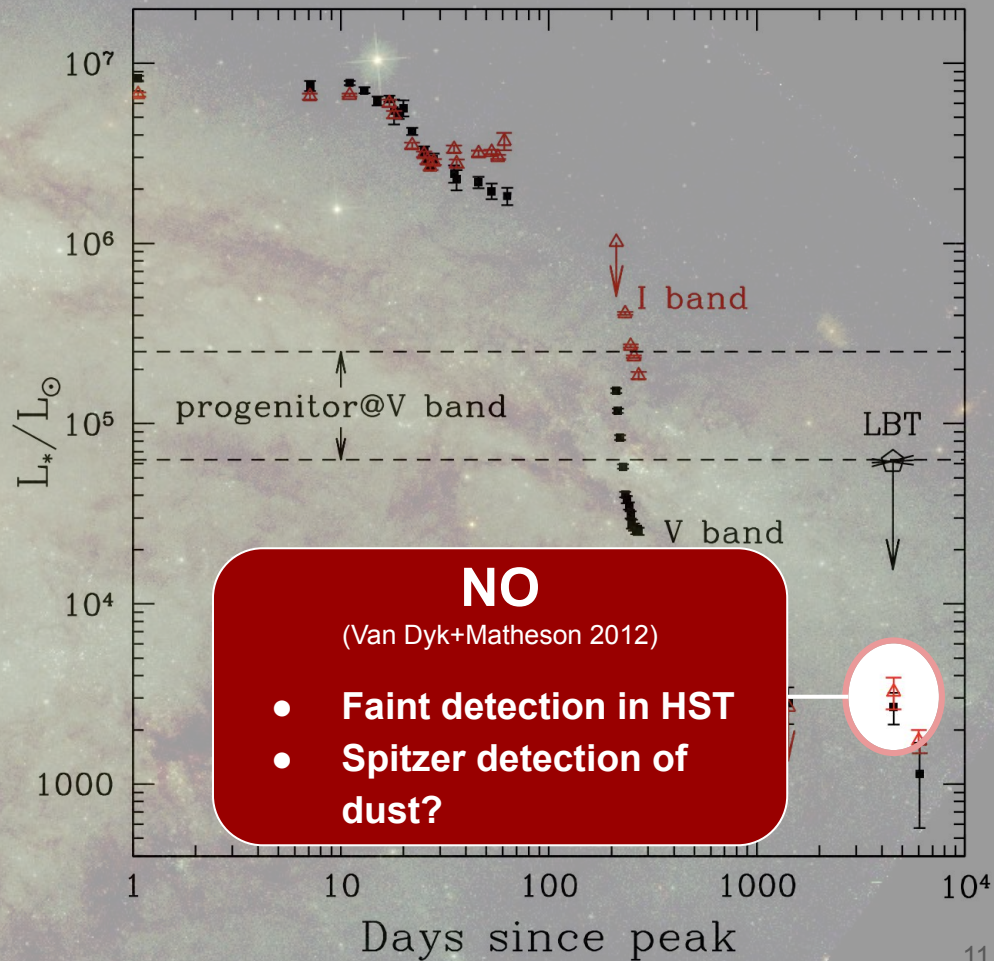 10⁷
10⁶
10⁵
10⁴
1000
L*/L☉
I band
progenitor@V band
LBT
V band
NO
(Van Dyk+Matheson 2012)
● Faint detection in HST
● Spitzer detection of
dust?
1 10 100 1000 10⁴
Days since peak
11